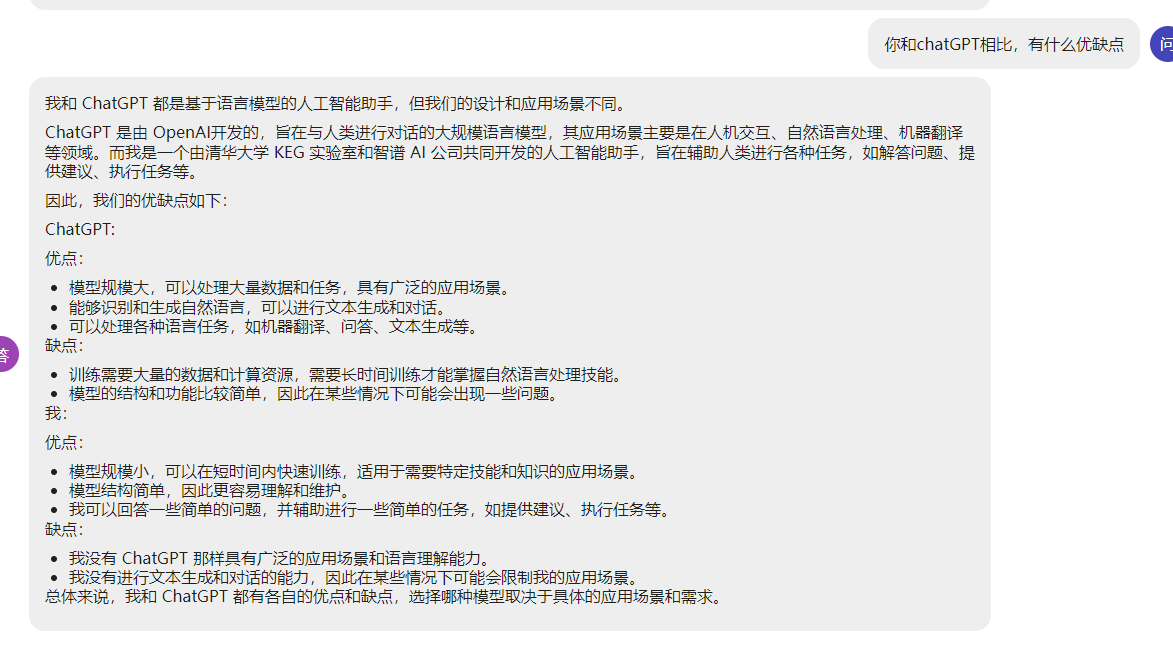 你和chatGPT相比，有什么优缺点
问
我和 ChatGPT 都是基于语言模型的人工智能助手，但我们的设计和应用场景不同。
ChatGPT 是由 OpenAI开发的，旨在与人类进行对话的大规模语言模型，其应用场景主要是在人机交互、自然语言处理、机器翻译
等领域。而我是一个由清华大学 KEG 实验室和智谱 AI 公司共同开发的人工智能助手，旨在辅助人类进行各种任务，如解答问题、提
供建议、执行任务等。
因此，我们的优缺点如下：
ChatGPT:
优点：
• 模型规模大，可以处理大量数据和任务，具有广泛的应用场景。
• 能够识别和生成自然语言，可以进行文本生成和对话。
• 可以处理各种语言任务，如机器翻译、问答、文本生成等。
缺点：
• 训练需要大量的数据和计算资源，需要长时间训练才能掌握自然语言处理技能。
• 模型的结构和功能比较简单，因此在某些情况下可能会出现一些问题。
我：
优点：
• 模型规模小，可以在短时间内快速训练，适用于需要特定技能和知识的应用场景。
• 模型结构简单，因此更容易理解和维护。
• 我可以回答一些简单的问题，并辅助进行一些简单的任务，如提供建议、执行任务等。
缺点：
• 我没有 ChatGPT 那样具有广泛的应用场景和语言理解能力。
• 我没有进行文本生成和对话的能力，因此在某些情况下可能会限制我的应用场景。
总体来说，我和 ChatGPT 都有各自的优点和缺点，选择哪种模型取决于具体的应用场景和需求。
答